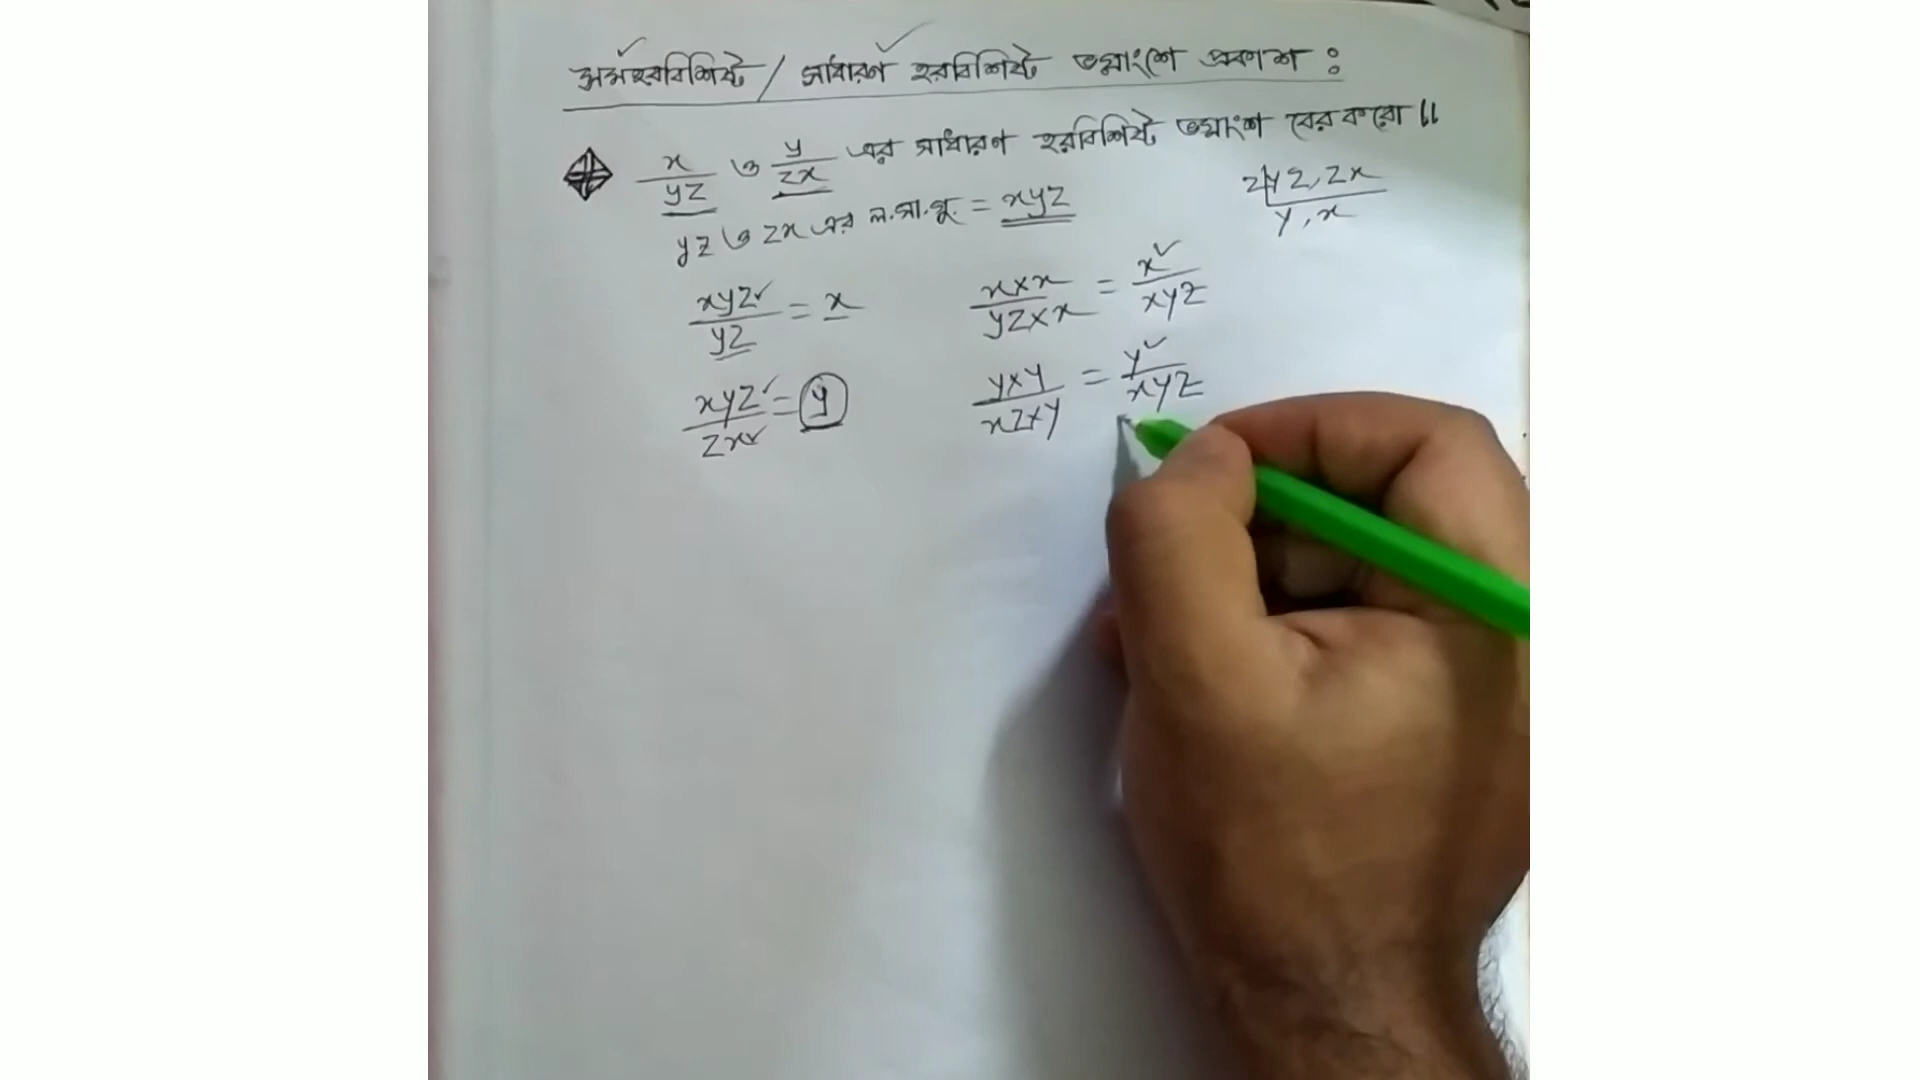 সমহরবিশিষ্ট / সাধারণ হরবিশিষ্ট ভগ্নাংশে প্রকাশ :
x/yz ও y/zx এর সাধারণ হরবিশিষ্ট ভগ্নাংশ বের করো ॥
yz ও zx এর ল.সা.গু. = xyz
z | yz, zx
y, x
xyz/yz = x
x×x/yz×x = x²/xyz
xyz/zx = y
y×y/xz×y = y²/xyz